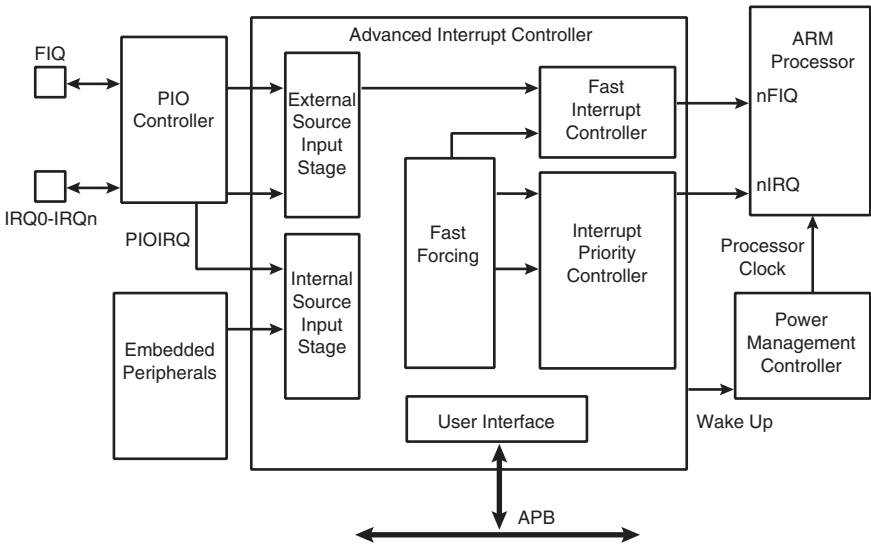 Advanced Interrupt Controller
FIQ
PIO
Controller
IRQ0-IRQn
PIOIRQ
Embedded
Peripherals
External
Source
Input
Stage
Internal
Source
Input
Stage
Fast
Forcing
Fast
Interrupt
Controller
Interrupt
Priority
Controller
User Interface
APB
ARM
Processor
nFIQ
nIRQ
Processor
Clock
Power
Management
Controller
Wake Up